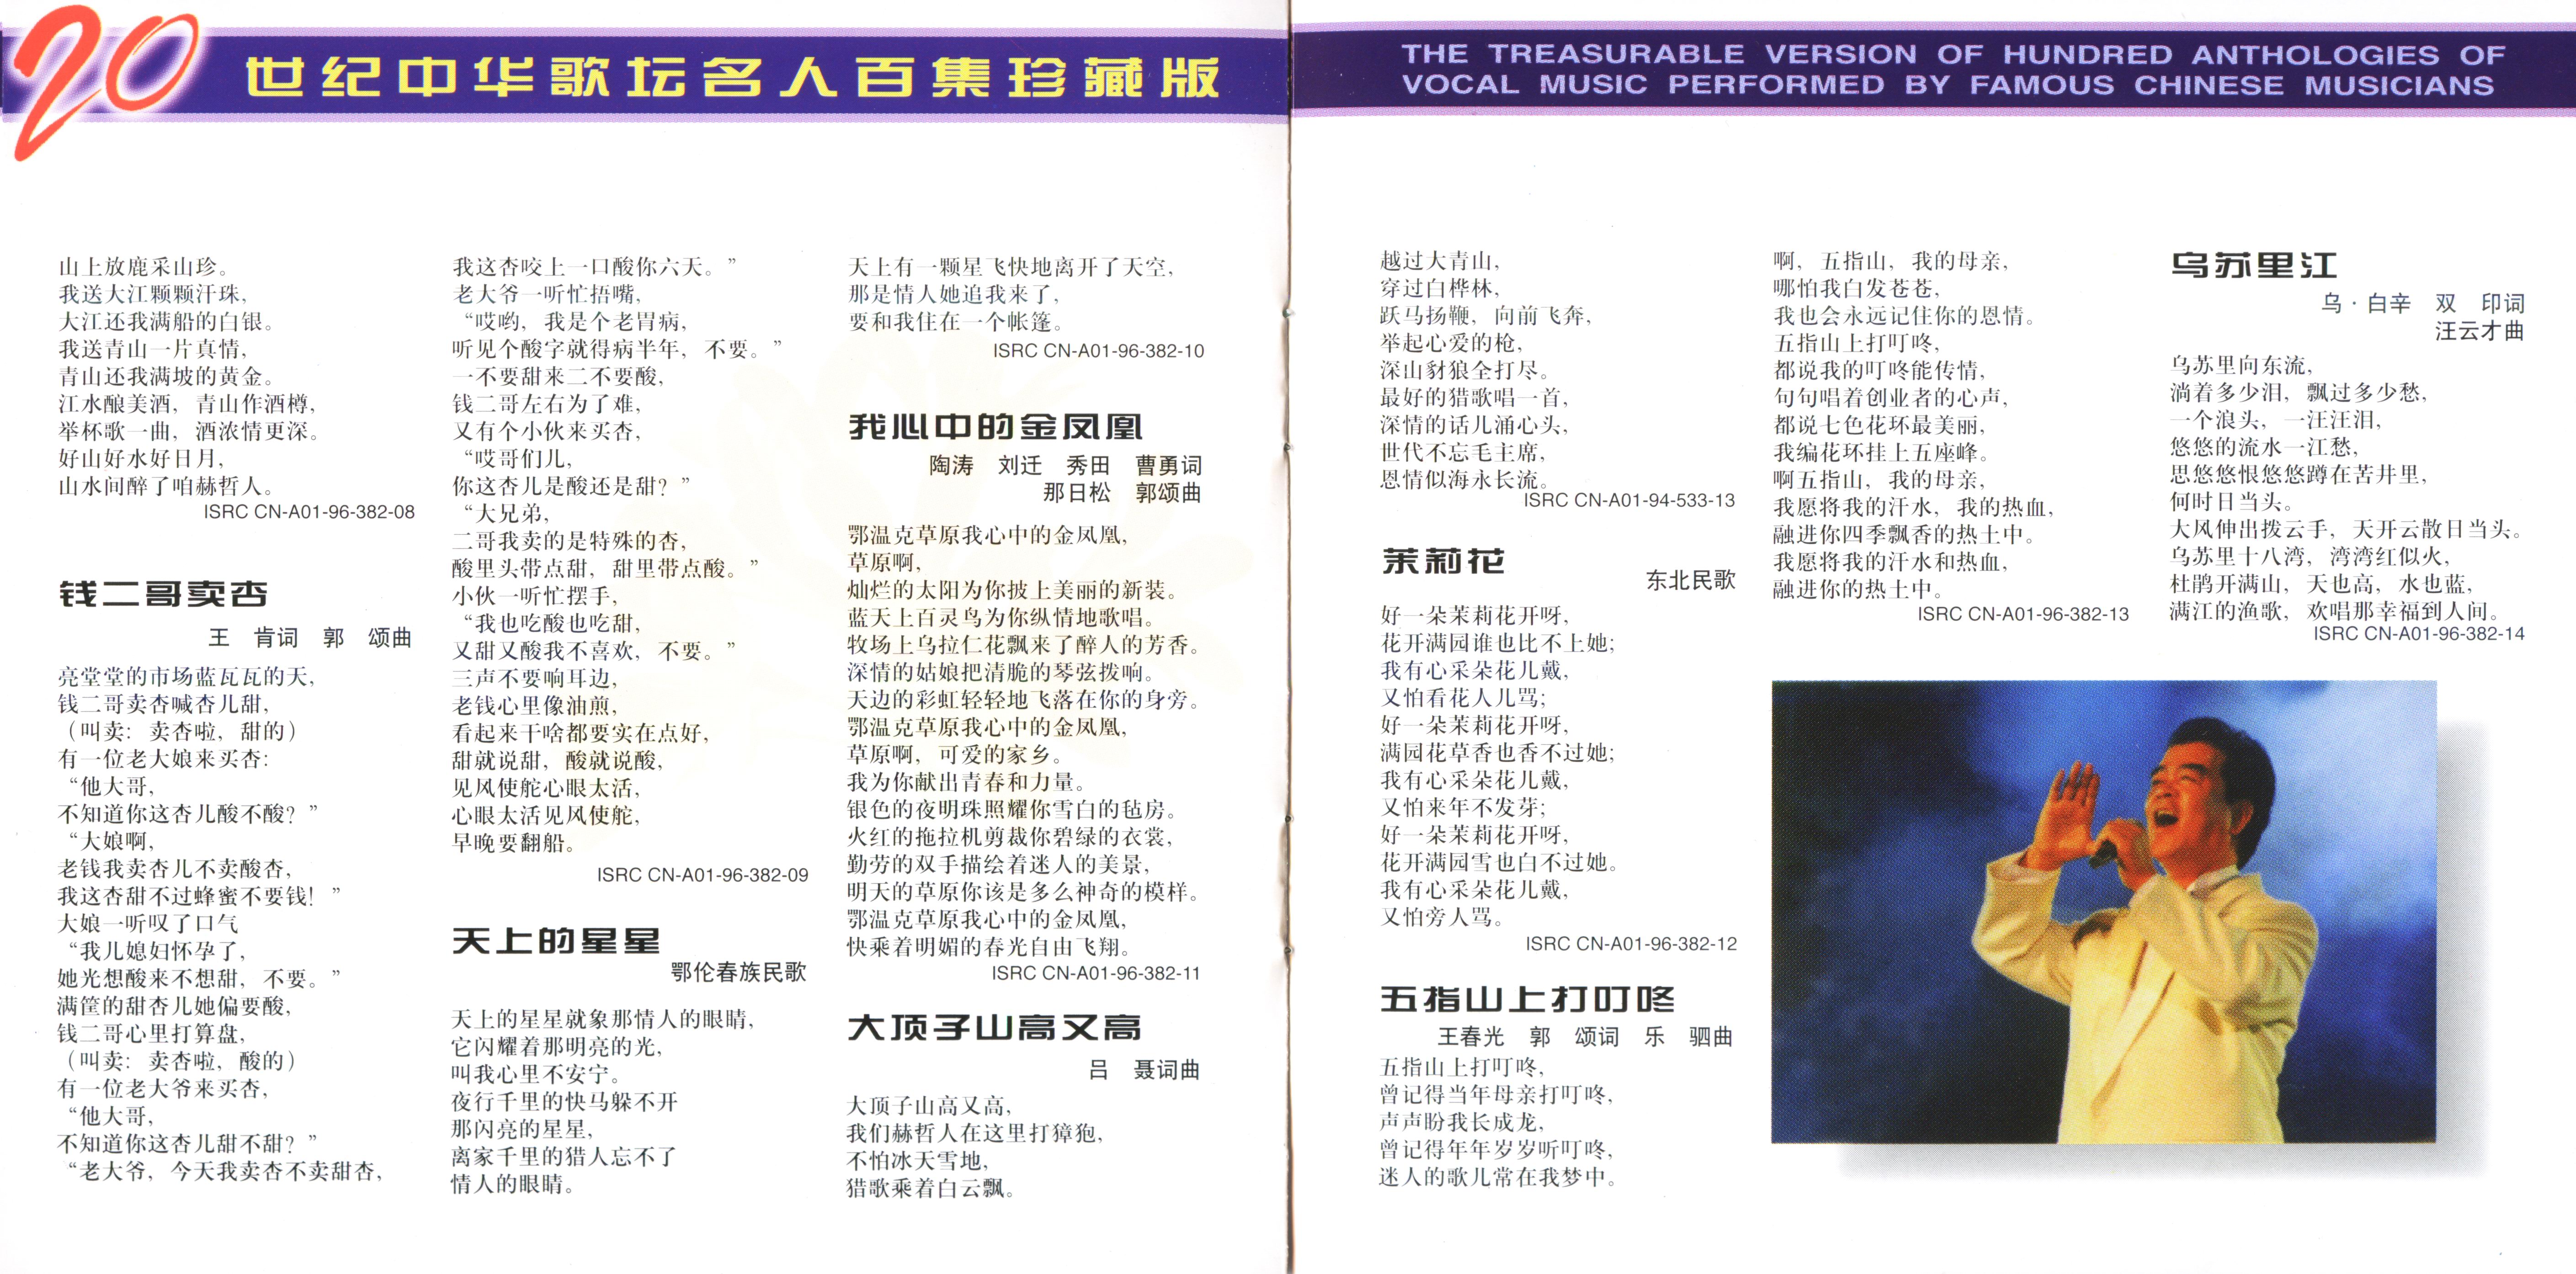 20世纪中华歌坛名人百集珍藏版
THE TREASURABLE VERSION OF HUNDRED ANTHOLOGIES OF
VOCAL MUSIC PERFORMED BY FAMOUS CHINESE MUSICIANS
山上放鹿采山珍。
我送大江颗颗汗珠,
大江还我满船的白银。
我送青山一片真情,
青山还我满坡的黄金。
江水酿美酒, 青山作酒樽,
举杯歌一曲, 酒浓情更深。
好山好水好日月,
山水间醉了咱赫哲人。
ISRC CN-A01-96-382-08
钱二哥卖杏
王 肯词 郭 颂曲
亮堂堂的市场蓝瓦瓦的天,
钱二哥卖杏喊杏儿甜,
(叫卖: 卖杏啦, 甜的)
有一位老大娘来买杏:
“他大哥,
不知道你这杏儿酸不酸? ”
“大娘啊,
老钱我卖杏儿不卖酸杏,
我这杏甜不过蜂蜜不要钱! ”
大娘一听叹了口气
“我儿媳妇怀孕了,
她光想酸来不想甜, 不要。”
满筐的甜杏儿她偏要酸,
钱二哥心里打算盘,
(叫卖: 卖杏啦, 酸的)
有一位老大爷来买杏,
“他大哥,
不知道你这杏儿甜不甜? ”
“老大爷, 今天我卖杏不卖甜杏,
我这杏咬上一口酸你六天。”
老大爷一听忙捂嘴,
“哎哟, 我是个老胃病,
听见个酸字就得病半年, 不要。”
一不要甜来二不要酸,
钱二哥左右为了难,
又有个小伙来买杏,
“哎哥们儿,
你这杏儿是酸还是甜? ”
“大兄弟,
二哥我卖的是特殊的杏,
酸里头带点甜, 甜里带点酸。”
小伙一听忙摆手,
“我也吃酸也吃甜,
又甜又酸我不喜欢, 不要。”
三声不要响耳边,
老钱心里像油煎,
看起来干啥都要实在点好,
甜就说甜, 酸就说酸,
见风使舵心眼太活,
心眼太活见风使舵,
早晚要翻船。
ISRC CN-A01-96-382-09
天上的星星
鄂伦春族民歌
天上的星星就象那情人的眼睛,
它闪耀着那明亮的光,
叫我心里不安宁。
夜行千里的快马躲不开
那闪亮的星星,
离家千里的猎人忘不了
情人的眼睛。
天上有一颗星飞快地离开了天空,
那是情人她追我来了,
要和我住在一个帐篷。
ISRC CN-A01-96-382-10
我心中的金凤凰
陶涛 刘迁 秀田 曹勇词
那日松 郭颂曲
鄂温克草原我心中的金凤凰,
草原啊,
灿烂的太阳为你披上美丽的新装。
蓝天上百灵鸟为你纵情地歌唱。
牧场上乌拉仁花飘来了醉人的芳香。
深情的姑娘把清脆的琴弦拨响。
天边的彩虹轻轻地飞落在你的身旁。
鄂温克草原我心中的金凤凰,
草原啊, 可爱的家乡。
我为你献出青春和力量。
银色的夜明珠照耀你雪白的毡房。
火红的拖拉机剪裁你碧绿的衣裳,
勤劳的双手描绘着迷人的美景,
明天的草原你该是多么神奇的模样。
鄂温克草原我心中的金凤凰,
快乘着明媚的春光自由飞翔。
ISRC CN-A01-96-382-11
大顶子山高又高
吕 聂词曲
大顶子山高又高,
我们赫哲人在这里打獐狍,
不怕冰天雪地,
猎歌乘着白云飘。
越过大青山,
穿过白桦林,
跃马扬鞭, 向前飞奔,
举起心爱的枪,
深山豺狼全打尽。
最好的猎歌唱一首,
深情的话儿涌心头,
世代不忘毛主席,
恩情似海永长流。
ISRC CN-A01-94-533-13
茉莉花
东北民歌
好一朵茉莉花开呀,
花开满园谁也比不上她;
我有心采朵花儿戴,
又怕看花人儿骂;
好一朵茉莉花开呀,
满园花草香也香不过她;
我有心采朵花儿戴,
又怕来年不发芽;
好一朵茉莉花开呀,
花开满园雪也白不过她。
我有心采朵花儿戴,
又怕旁人骂。
ISRC CN-A01-96-382-12
五指山上打叮咚
王春光 郭 颂词 乐 驷曲
五指山上打叮咚,
曾记得当年母亲打叮咚,
声声盼我长成龙,
曾记得年年岁岁听叮咚,
迷人的歌儿常在我梦中。
啊, 五指山, 我的母亲,
哪怕我白发苍苍,
我也会永远记住你的恩情。
五指山上打叮咚,
都说我的叮咚能传情,
句句唱着创业者的心声,
都说七色花环最美丽,
我编花环挂上五座峰。
啊五指山, 我的母亲,
我愿将我的汗水, 我的热血,
融进你四季飘香的热土中。
我愿将我的汗水和热血,
融进你的热土中。
ISRC CN-A01-96-382-13
乌苏里江
乌·白辛 双 印词
汪云才曲
乌苏里向东流,
淌着多少泪, 飘过多少愁,
一个浪头, 一汪汪泪,
悠悠的流水一江愁,
思悠悠恨悠悠蹲在苦井里,
何时日当头。
大风伸出拨云手, 天开云散日当头。
乌苏里十八湾, 湾湾红似火,
杜鹃开满山, 天也高, 水也蓝,
满江的渔歌, 欢唱那幸福到人间。
ISRC CN-A01-96-382-14